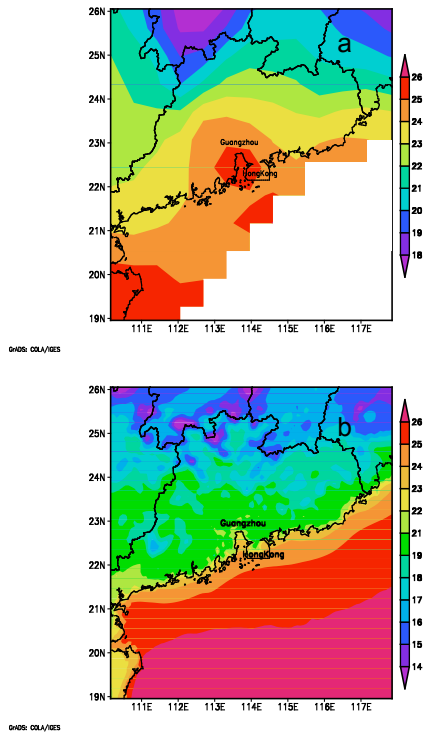 26N
a
25N
24N
23N
22N
21N
20N
19N
Guangzhou
HongKong
26
25
24
23
22
21
20
19
18
111E 112E 113E 114E 115E 116E 117E
GrADS: COLA/IGES
26N
b
25N
24N
23N
22N
21N
20N
19N
Guangzhou
HongKong
26
25
24
23
22
21
20
19
18
17
16
15
14
111E 112E 113E 114E 115E 116E 117E
GrADS: COLA/IGES